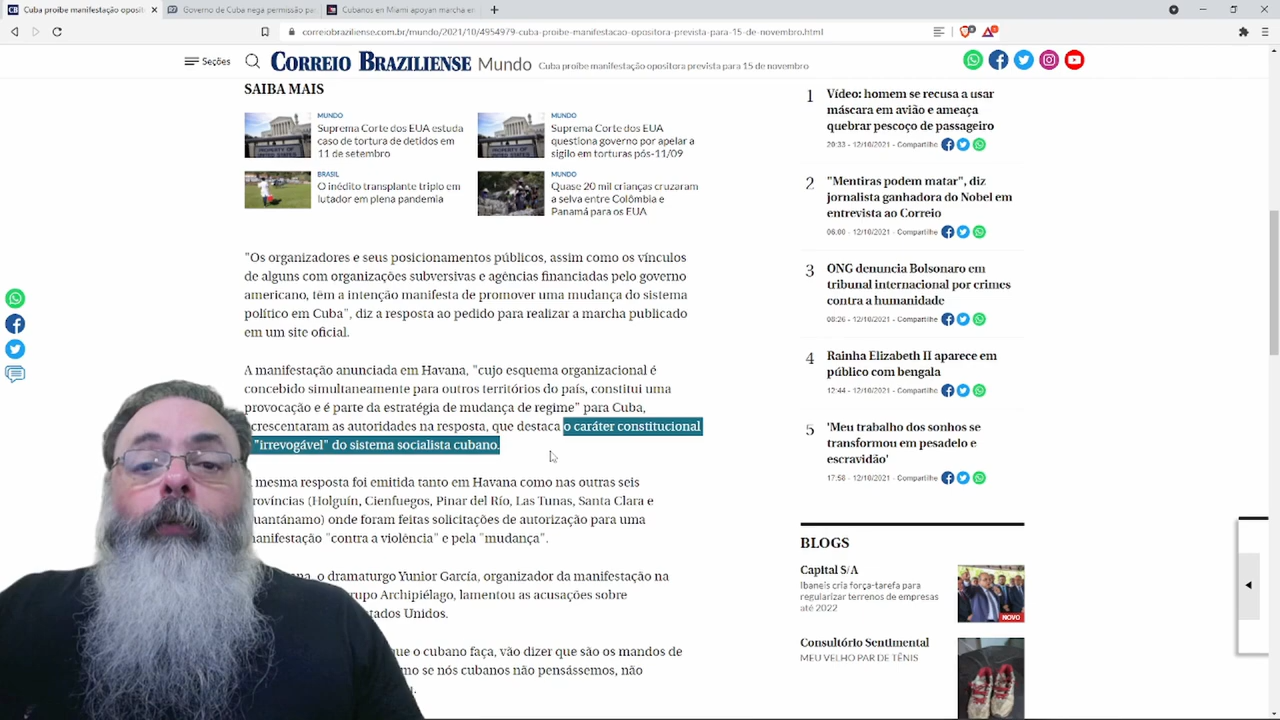 Cuba proíbe manifestação oposit
Governo de Cuba nega permissão pa
Cubanos en Miami apoyan marcha en
correiobraziliense.com.br/mundo/2021/10/4954979-cuba-proibe-manifestacao-opositora-prevista-para-15-de-novembro.html
Seções
CORREIO BRAZILIENSE
Mundo
Cuba proíbe manifestação opositora prevista para 15 de novembro
SAIBA MAIS
MUNDO
Suprema Corte dos EUA estuda
caso de tortura de detidos em
11 de setembro
MUNDO
Suprema Corte dos EUA
questiona governo por apelar a
sigilo em torturas pós-11/09
BRASIL
O inédito transplante triplo em
lutador em plena pandemia
MUNDO
Quase 20 mil crianças cruzaram
a selva entre Colômbia e
Panamá para os EUA
"Os organizadores e seus posicionamentos públicos, assim como os vínculos
de alguns com organizações subversivas e agências financiadas pelo governo
americano, têm a intenção manifesta de promover uma mudança do sistema
político em Cuba", diz a resposta ao pedido para realizar a marcha publicado
em um site oficial.
A manifestação anunciada em Havana, "cujo esquema organizacional é
concebido simultaneamente para outros territórios do país, constitui uma
provocação e é parte da estratégia de mudança de regime" para Cuba,
crescentaram as autoridades na resposta, que destaca o caráter constitucional
"irrevogável" do sistema socialista cubano.
mesma resposta foi emitida tanto em Havana como nas outras seis
rovíncias (Holguín, Cienfuegos, Pinar del Río, Las Tunas, Santa Clara e
uantánamo) onde foram feitas solicitações de autorização para uma
anifestação "contra a violência" e pela "mudança".
o dramaturgo Yunior García, organizador da manifestação na
rupo Archipiélago, lamentou as acusações sobre
tados Unidos.
que o cubano faça, vão dizer que são os mandos de
mo se nós cubanos não pensássemos, não
1
Vídeo: homem se recusa a usar
máscara em avião e ameaça
quebrar pescoço de passageiro
20:33 - 12/10/2021 - Compartilhe
2
"Mentiras podem matar", diz
jornalista ganhadora do Nobel em
entrevista ao Correio
06:00 - 12/10/2021 - Compartilhe
3
ONG denuncia Bolsonaro em
tribunal internacional por crimes
contra a humanidade
08:26 - 12/10/2021 - Compartilhe
4
Rainha Elizabeth II aparece em
público com bengala
12:44 - 12/10/2021 - Compartilhe
5
'Meu trabalho dos sonhos se
transformou em pesadelo e
escravidão'
17:58 - 12/10/2021 - Compartilhe
BLOGS
Capital S/A
Ibaneis cria força-tarefa para
regularizar terrenos de empresas
até 2022
NOVO
Consultório Sentimental
MEU VELHO PAR DE TÊNIS